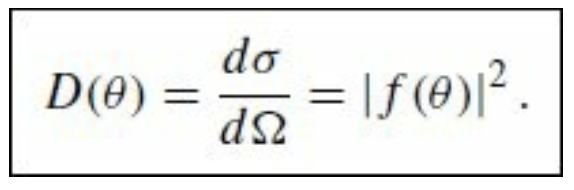 D(θ) = dσ/dΩ = |f(θ)|².